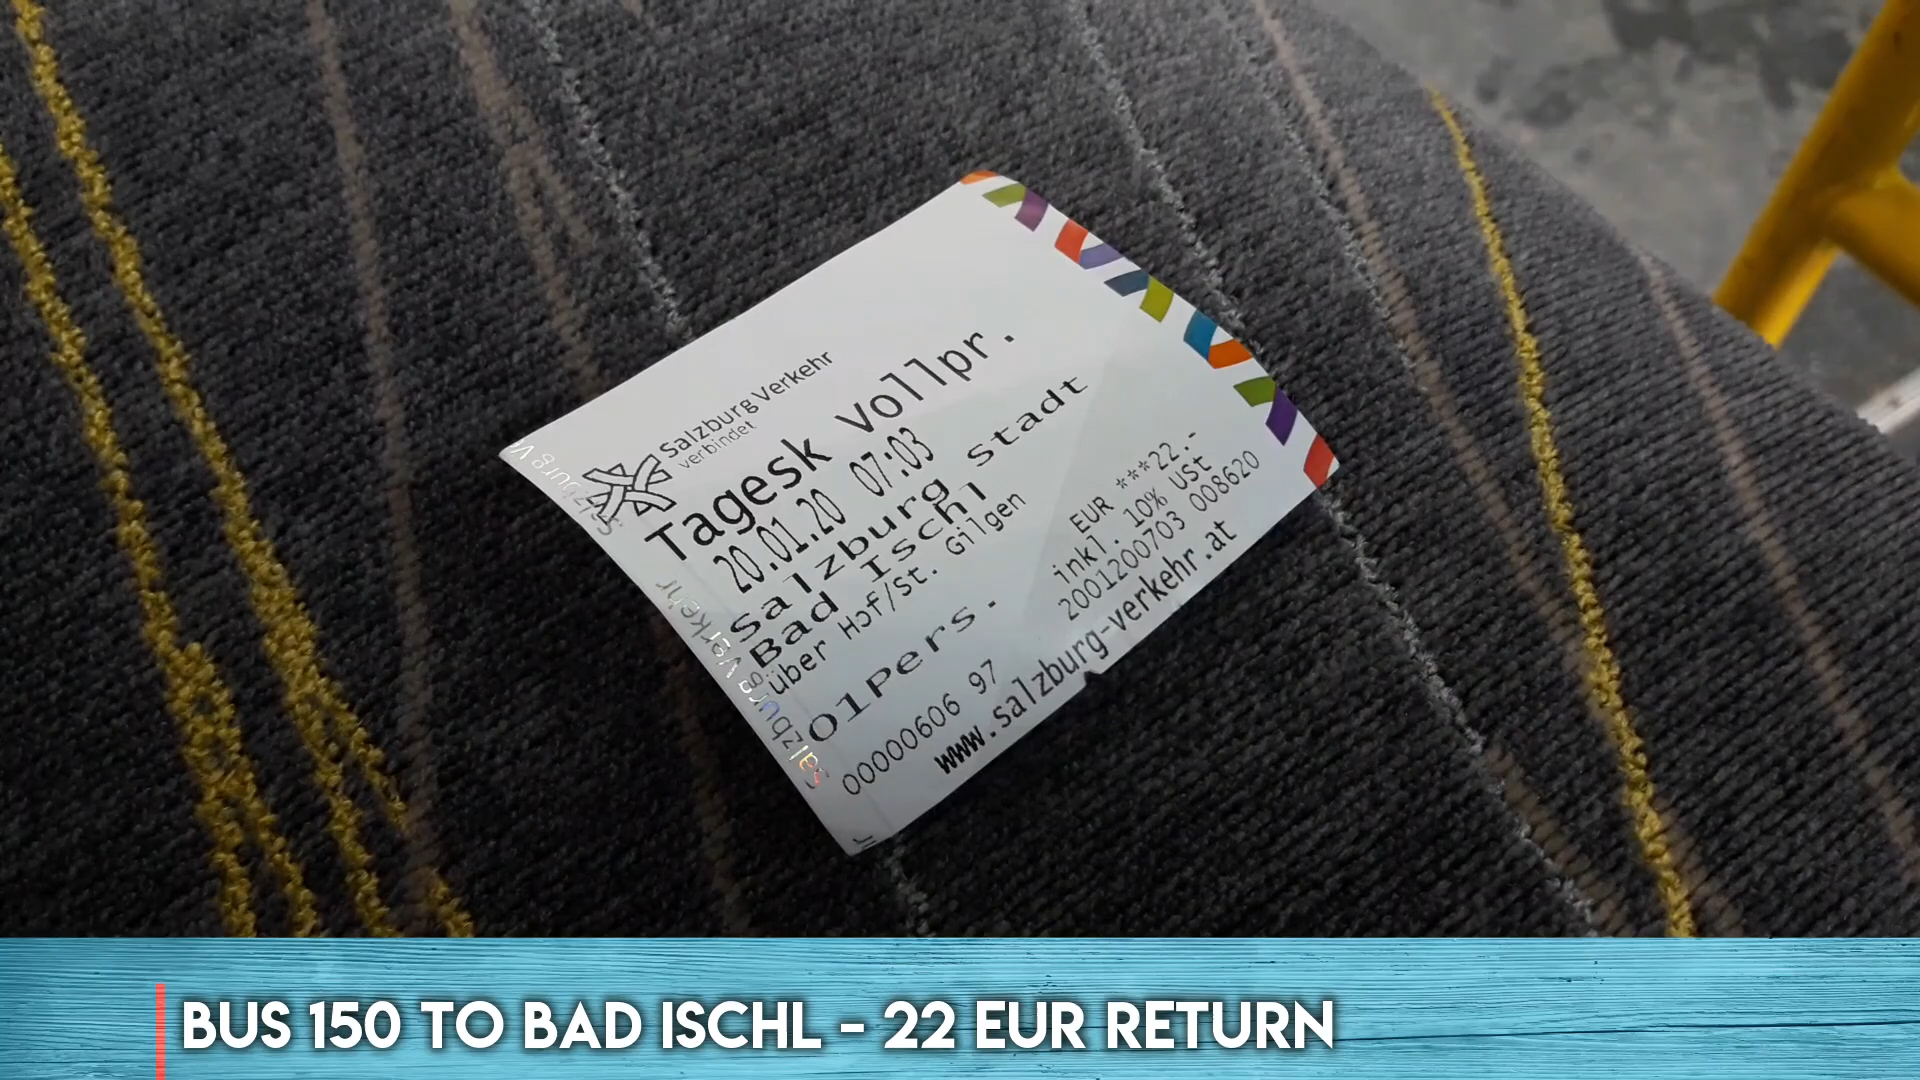 Salzburg Verkehr
verbindet
Tagesk Vollpr.
20.01.20 07:03
Salzburg Stadt
Bad Ischl
über Hof/St. Gilgen
EUR ***22.-
01Pers.
inkl. 10% USt
2001200703 008620
00000606 97
www.salzburg-verkehr.at
Salzburg Verkehr
BUS 150 TO BAD ISCHL - 22 EUR RETURN